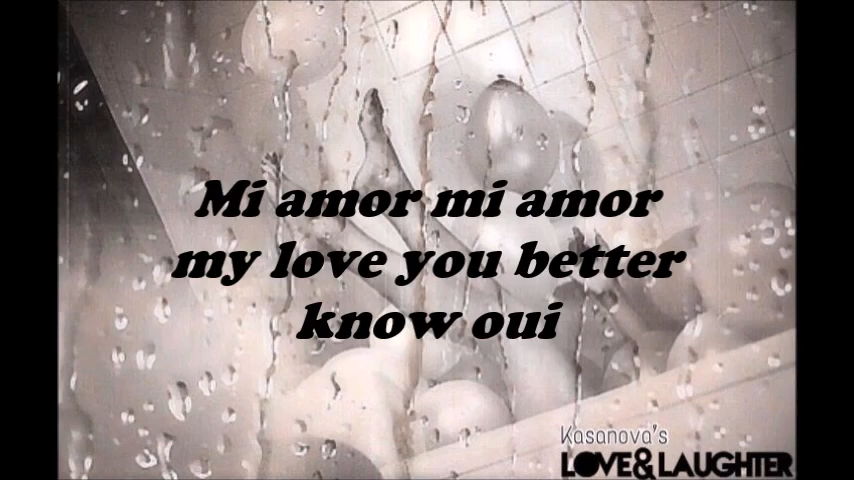 Mi amor mi amor
my love you better
know oui
Kasanova's
LOVE&LAUGHTER